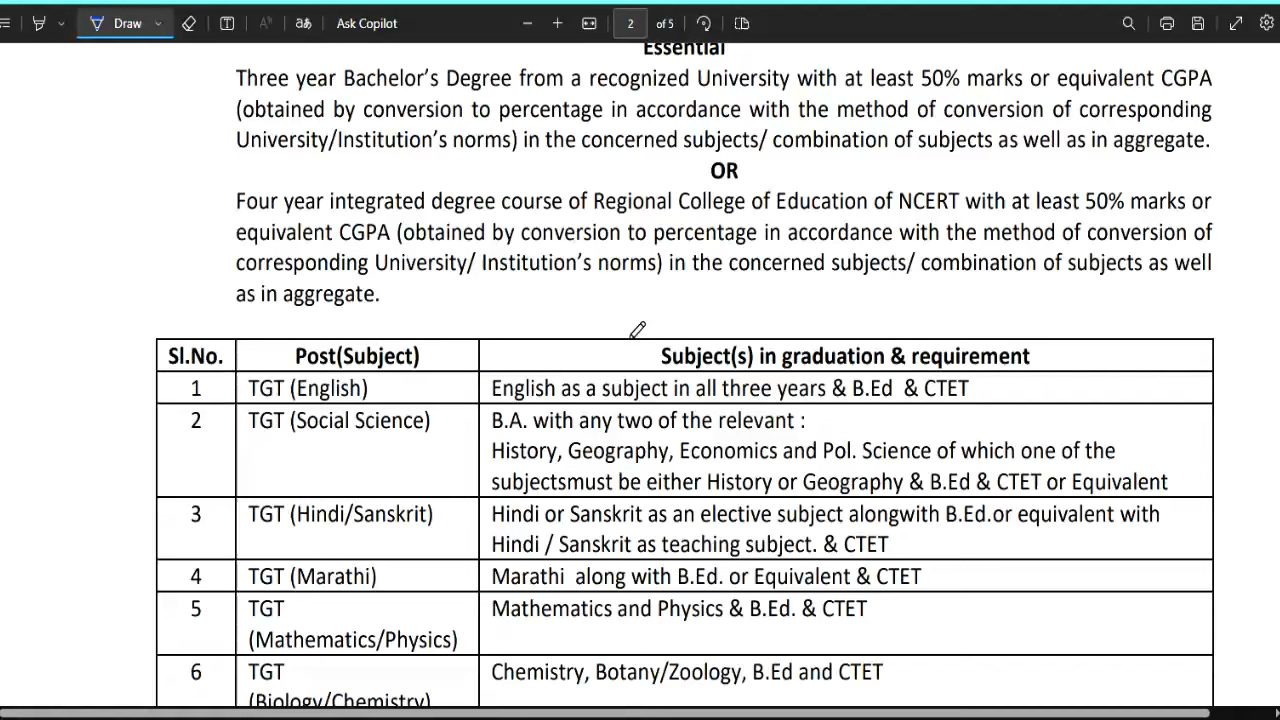 Draw
Ask Copilot
2 of 5
Essential
Three year Bachelor's Degree from a recognized University with at least 50% marks or equivalent CGPA
(obtained by conversion to percentage in accordance with the method of conversion of corresponding
University/Institution's norms) in the concerned subjects/ combination of subjects as well as in aggregate.
OR
Four year integrated degree course of Regional College of Education of NCERT with at least 50% marks or
equivalent CGPA (obtained by conversion to percentage in accordance with the method of conversion of
corresponding University/ Institution's norms) in the concerned subjects/ combination of subjects as well
as in aggregate.
Sl.No. Post(Subject) Subject(s) in graduation & requirement
1 TGT (English) English as a subject in all three years & B.Ed & CTET
2 TGT (Social Science) B.A. with any two of the relevant :
History, Geography, Economics and Pol. Science of which one of the
subjectsmust be either History or Geography & B.Ed & CTET or Equivalent
3 TGT (Hindi/Sanskrit) Hindi or Sanskrit as an elective subject alongwith B.Ed.or equivalent with
Hindi / Sanskrit as teaching subject. & CTET
4 TGT (Marathi) Marathi along with B.Ed. or Equivalent & CTET
5 TGT Mathematics and Physics & B.Ed. & CTET
(Mathematics/Physics)
6 TGT Chemistry, Botany/Zoology, B.Ed and CTET
(Biology/Chemistry)